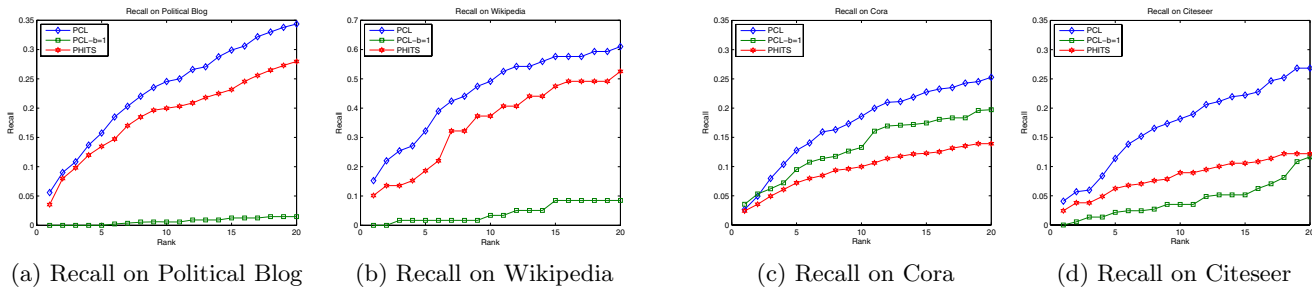 Recall on Political Blog
0.35
0.3
0.25
0.2
0.15
0.1
0.05
0
Recall
PCL
PCL−b=1
PHITS
0 5 10 15 20
Rank
(a) Recall on Political Blog
Recall on Wikipedia
0.7
0.6
0.5
0.4
0.3
0.2
0.1
0
Recall
PCL
PCL−b=1
PHITS
0 5 10 15 20
Rank
(b) Recall on Wikipedia
Recall on Cora
0.35
0.3
0.25
0.2
0.15
0.1
0.05
0
Recall
PCL
PCL−b=1
PHITS
0 5 10 15 20
Rank
(c) Recall on Cora
Recall on Citeseer
0.35
0.3
0.25
0.2
0.15
0.1
0.05
0
Recall
PCL
PCL−b=1
PHITS
0 5 10 15 20
Rank
(d) Recall on Citeseer